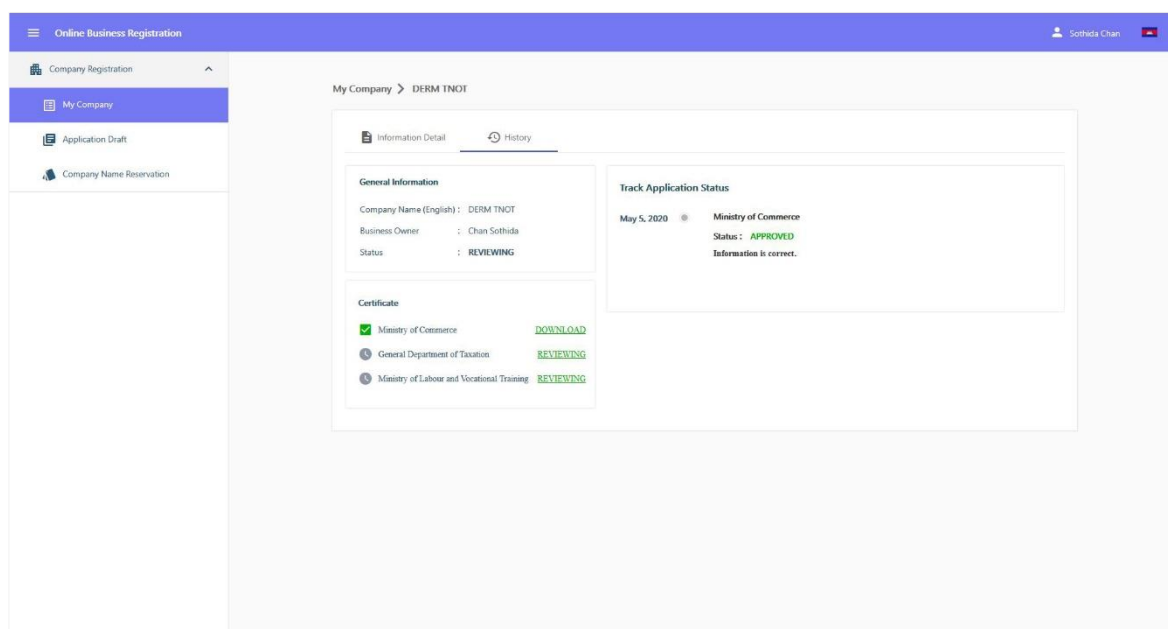 Online Business Registration
Sothida Chan
Company Registration
My Company
Application Draft
Company Name Reservation
My Company > DERM TNOT
Information Detail
History
General Information
Company Name (English) : DERM TNOT
Business Owner : Chan Sothida
Status : REVIEWING
Certificate
Ministry of Commerce DOWNLOAD
General Department of Taxation REVIEWING
Ministry of Labour and Vocational Training REVIEWING
Track Application Status
May 5, 2020 Ministry of Commerce
Status : APPROVED
Information is correct.